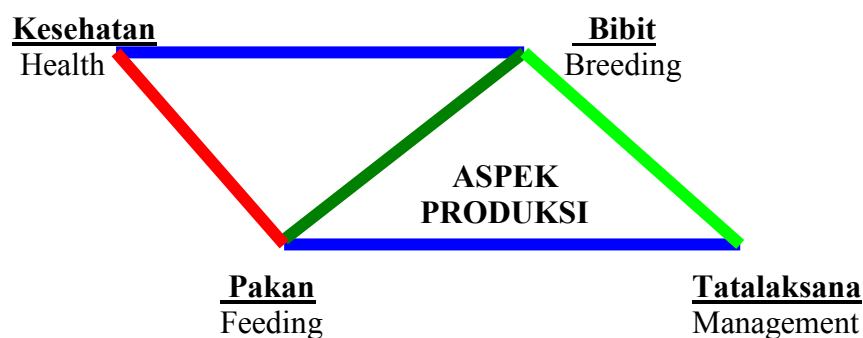 Kesehatan
Health
Bibit
Breeding
ASPEK
PRODUKSI
Pakan
Feeding
Tatalaksana
Management